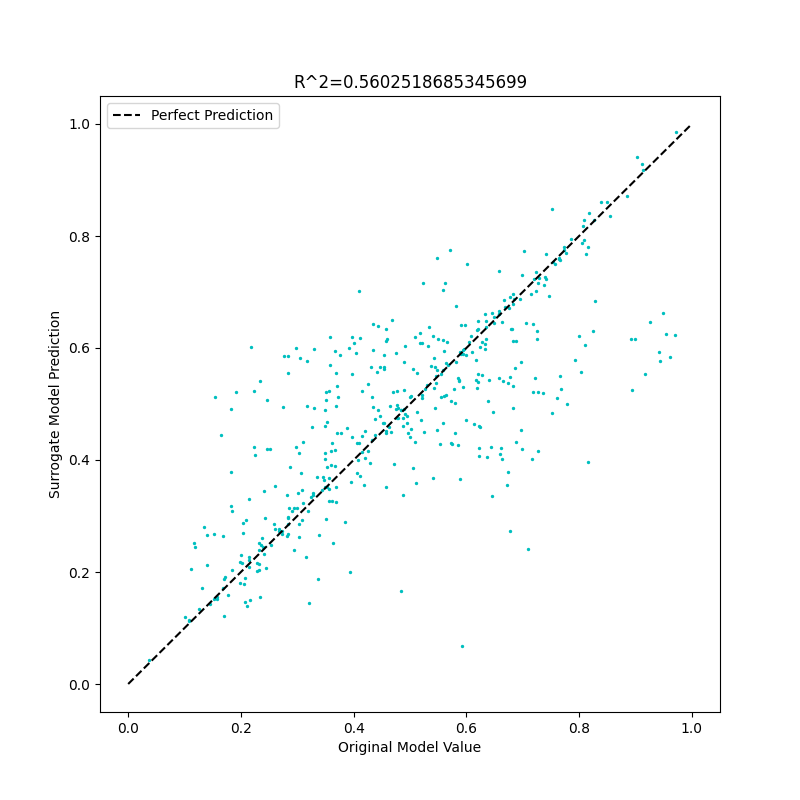 R^2=0.5602518685345699
Perfect Prediction
1.0
0.8
0.6
0.4
0.2
0.0
Surrogate Model Prediction
0.0 0.2 0.4 0.6 0.8 1.0
Original Model Value